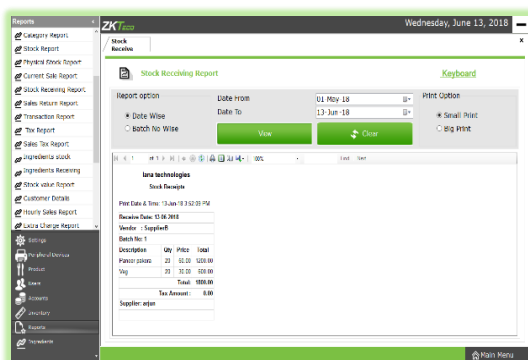 Reports
Category Report
Stock Report
Physical Stock Report
Current Sale Report
Stock Receiving Report
Sales Return Report
Transaction Report
Tax Report
Sales Tax Report
Ingredients stock
Ingredients Receiving
Stock value Report
Customer Details
Hourly Sales Report
Extra Charge Report
Settings
Peripheral Devices
Product
Users
Accounts
Inventory
Reports
Ingredients
ZKTeco
Wednesday, June 13, 2018
Stock
Receive
x
Stock Receiving Report
Keyboard
Report option
Date Wise
Batch No Wise
Date From
01-May-18
Date To
13-Jun-18
View
Clear
Print Option
Small Print
Big Print
1
of 1
100%
Find Next
lana technologies
Stock Receipts
Print Date & Time: 13-Jun-18 3:52:03 PM
Receive Date: 13-06-2018
Vendor : SupplierB
Batch No: 1
Description Qty Price Total
Paneer pakora 20 60.00 1200.00
Veg 20 30.00 600.00
Total: 1800.00
Tax Amount: 0.00
Supplier: arjun
Main Menu